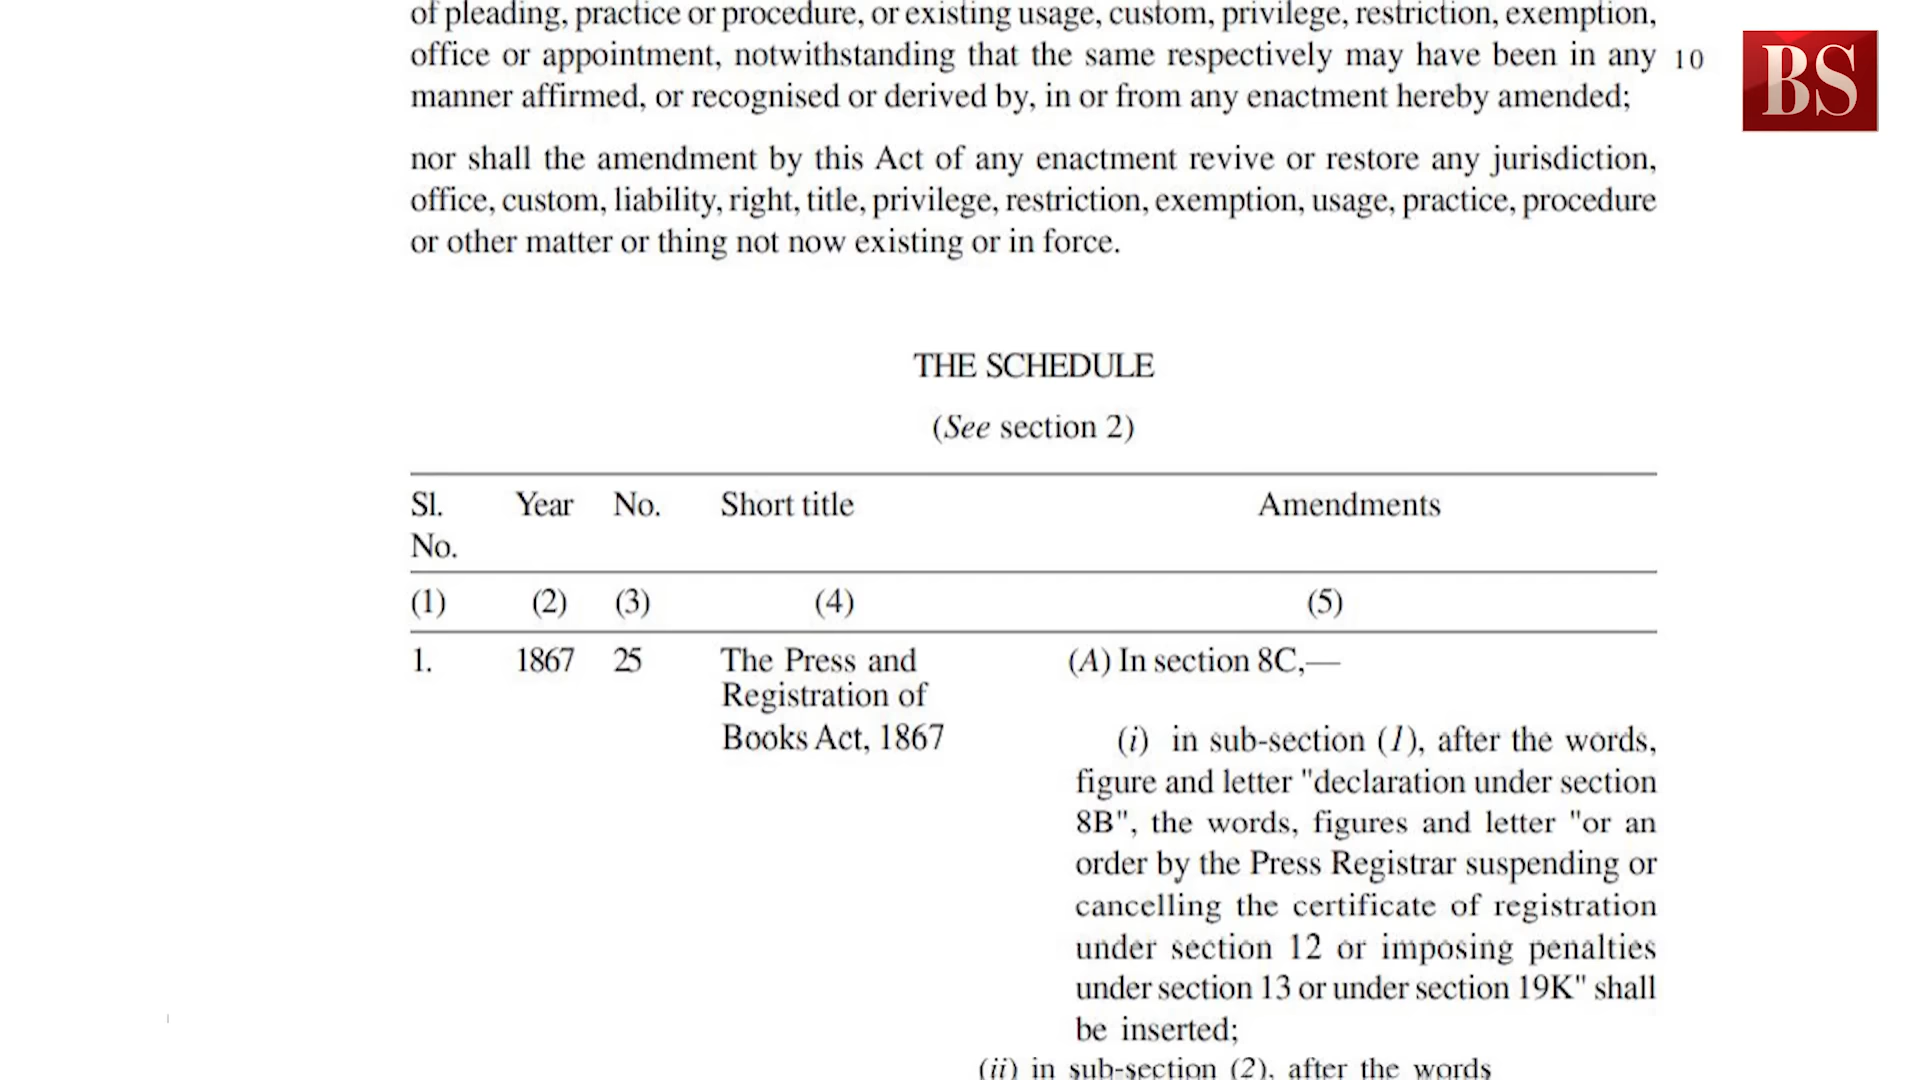 of pleading, practice or procedure, or existing usage, custom, privilege, restriction, exemption,
office or appointment, notwithstanding that the same respectively may have been in any 10
manner affirmed, or recognised or derived by, in or from any enactment hereby amended;
nor shall the amendment by this Act of any enactment revive or restore any jurisdiction,
office, custom, liability, right, title, privilege, restriction, exemption, usage, practice, procedure
or other matter or thing not now existing or in force.
BS
THE SCHEDULE
(See section 2)
Sl. Year No. Short title Amendments
No.
(1) (2) (3) (4) (5)
1. 1867 25 The Press and (A) In section 8C,—
Registration of
Books Act, 1867
(i) in sub-section (1), after the words,
figure and letter "declaration under section
8B", the words, figures and letter "or an
order by the Press Registrar suspending or
cancelling the certificate of registration
under section 12 or imposing penalties
under section 13 or under section 19K" shall
be inserted;
(ii) in sub-section (2), after the words